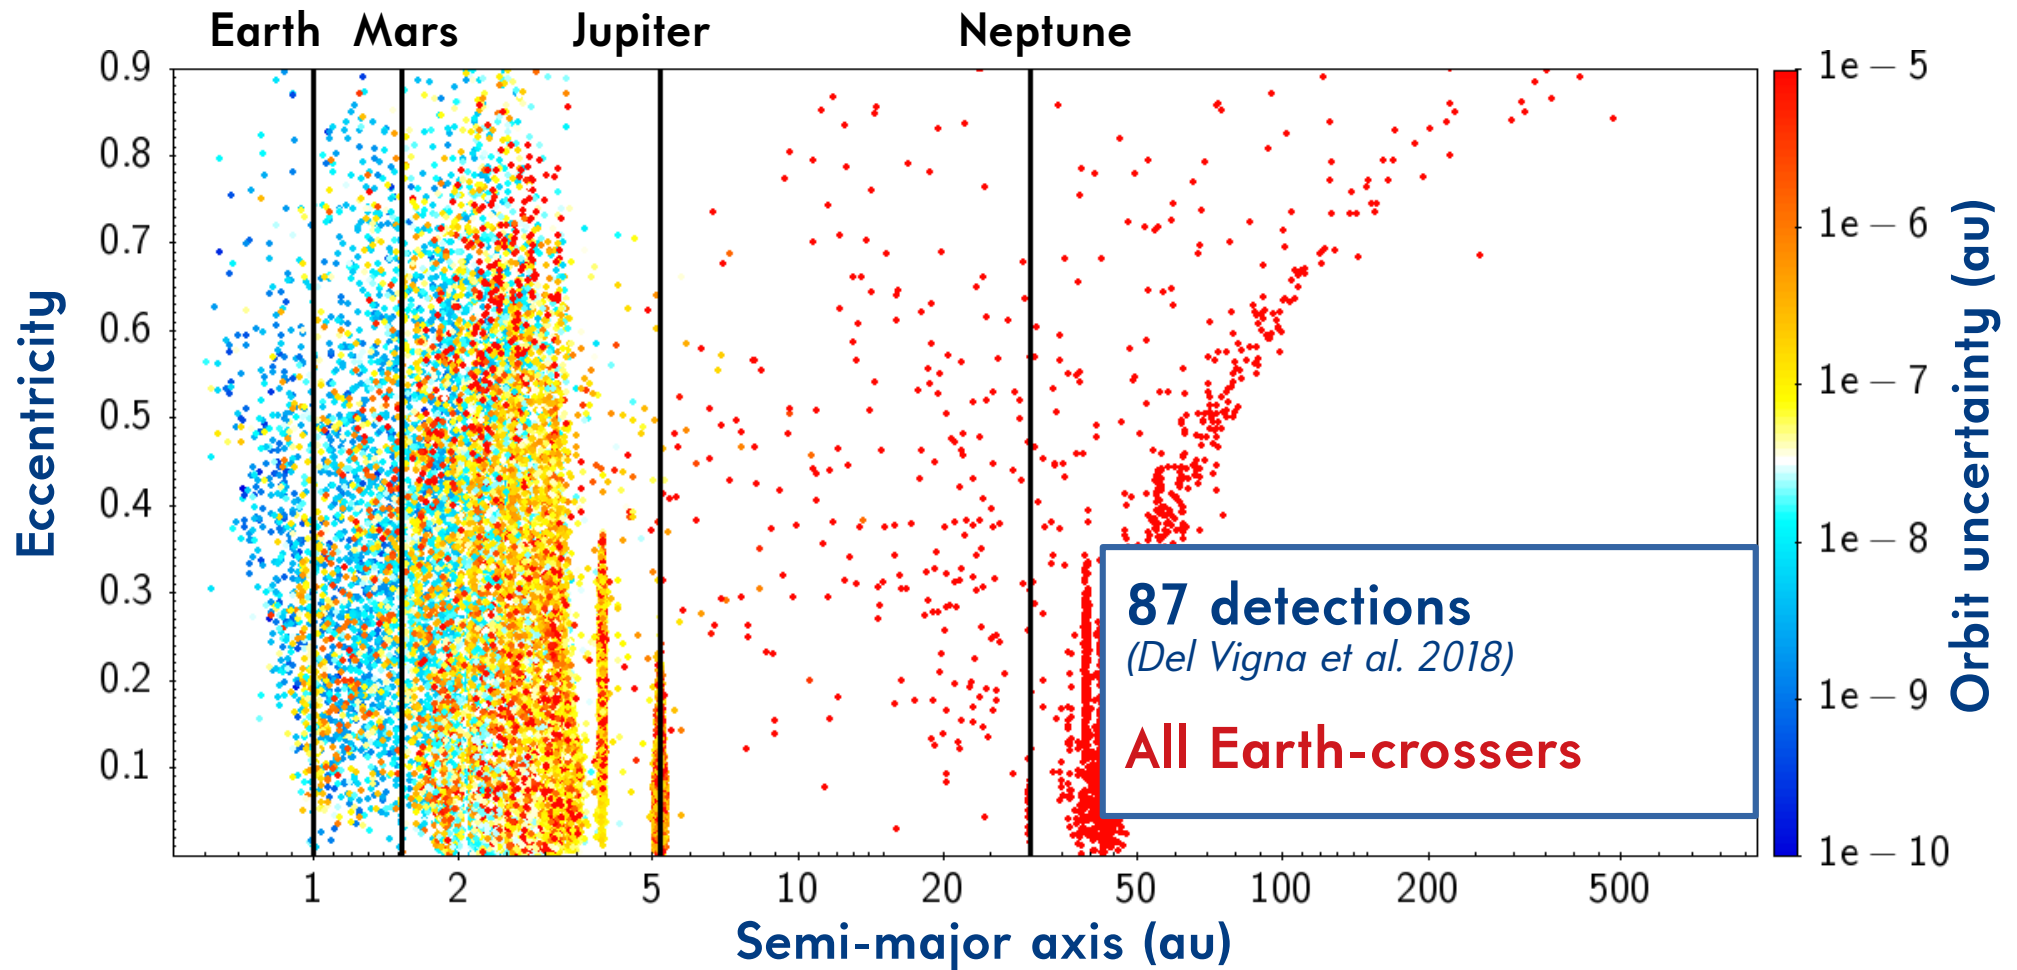 Earth Mars Jupiter Neptune
0.9
0.8
0.7
0.6
0.5
0.4
0.3
0.2
0.1
Eccentricity
1 2 5 10 20 50 100 200 500
Semi-major axis (au)
87 detections
(Del Vigna et al. 2018)
All Earth-crossers
1e − 5
1e − 6
1e − 7
1e − 8
1e − 9
1e − 10
Orbit uncertainty (au)